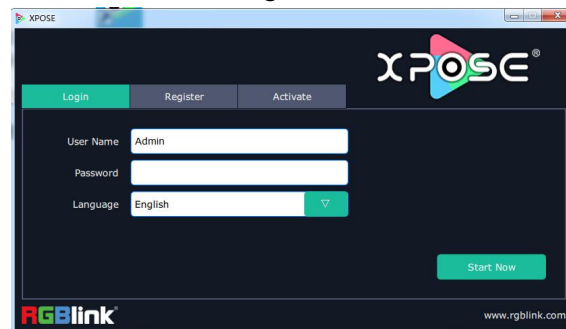 XPOSE
XPOSE®
Login Register Activate
User Name Admin
Password
Language English
Start Now
RGBlink®
www.rgblink.com